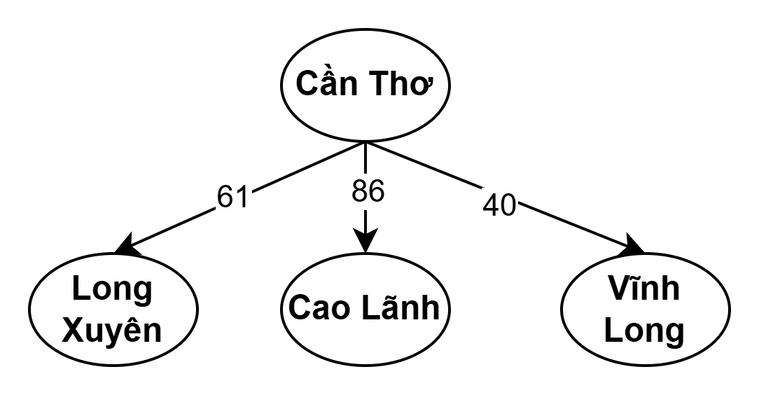 Cần Thơ
61
86
40
Long
Xuyên
Cao Lãnh
Vĩnh
Long